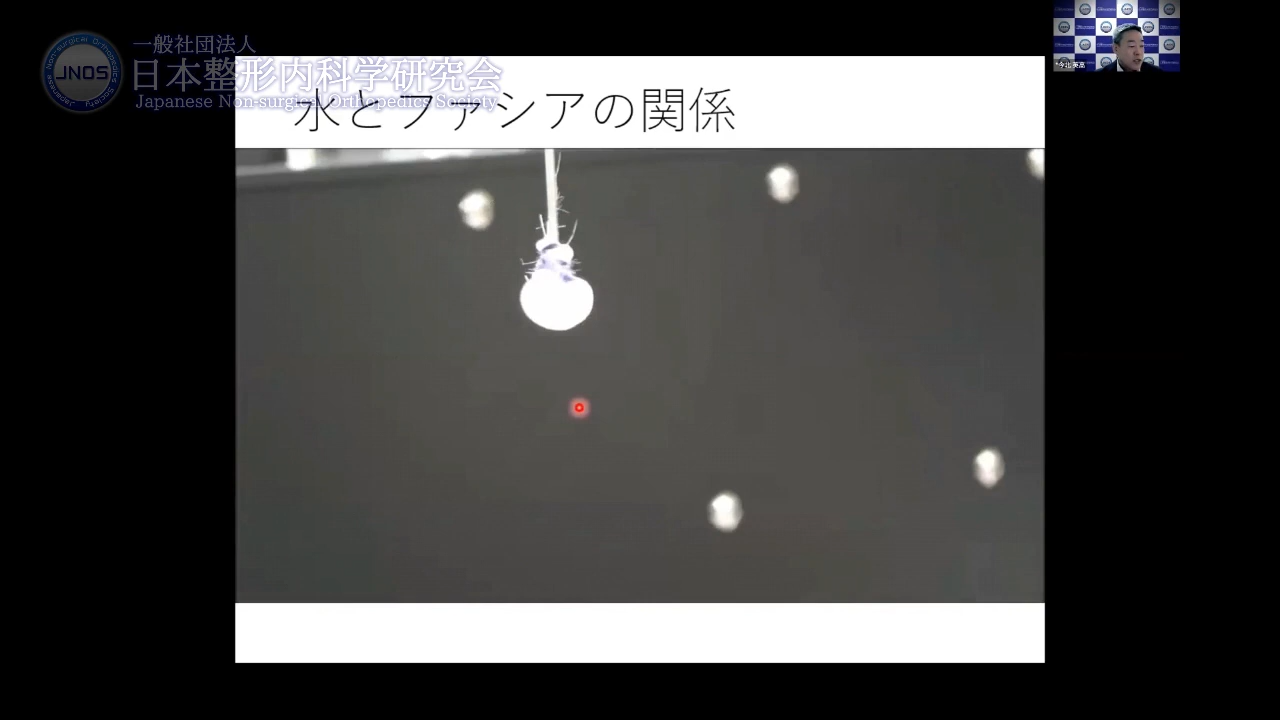 一般社団法人
日本整形内科学研究会
Japanese Non-surgical Orthopedics Society
JNOS
水とファシアの関係